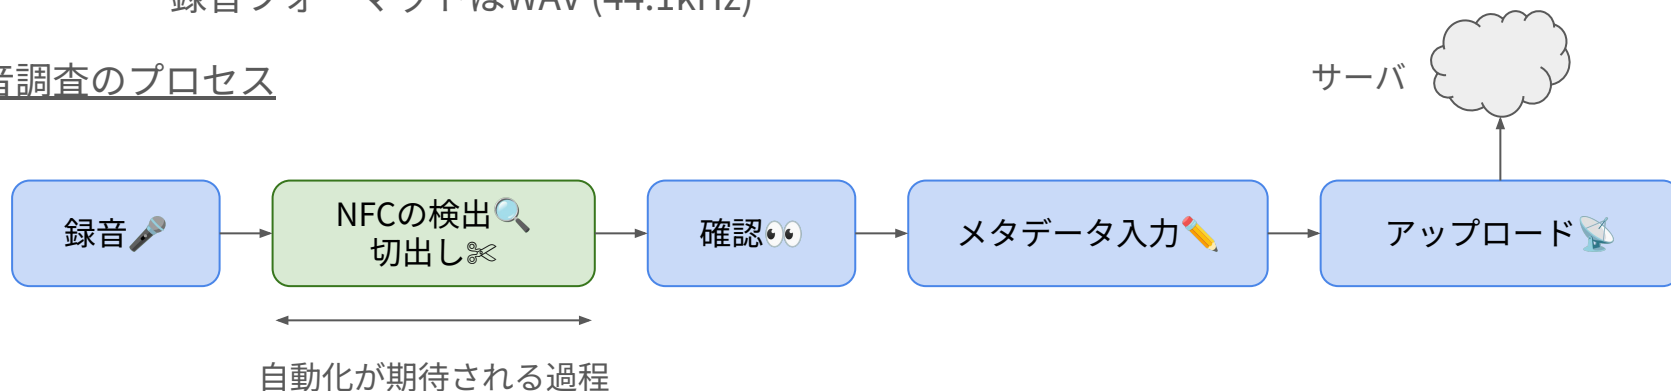 録音フォーマットはWAV (44.1kHz)
音調査のプロセス
サーバ
録音🎤
NFCの検出🔍
切出し✂
確認👀
メタデータ入力✏️
アップロード📡
自動化が期待される過程